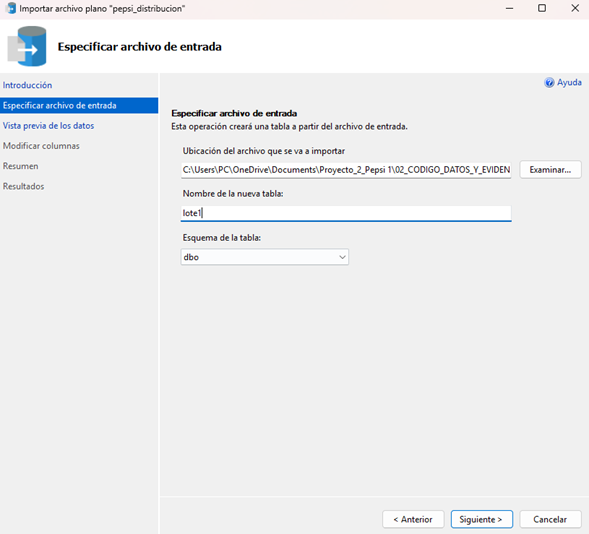 Importar archivo plano "pepsi_distribucion"
Especificar archivo de entrada
Ayuda
Introducción
Especificar archivo de entrada
Vista previa de los datos
Modificar columnas
Resumen
Resultados
Especificar archivo de entrada
Esta operación creará una tabla a partir del archivo de entrada.
Ubicación del archivo que se va a importar
C:\Users\PC\OneDrive\Documents\Proyecto_2_Pepsi 1\02_CODIGO_DATOS_Y_EVIDEN
Examinar...
Nombre de la nueva tabla:
lote1
Esquema de la tabla:
dbo
< Anterior
Siguiente >
Cancelar